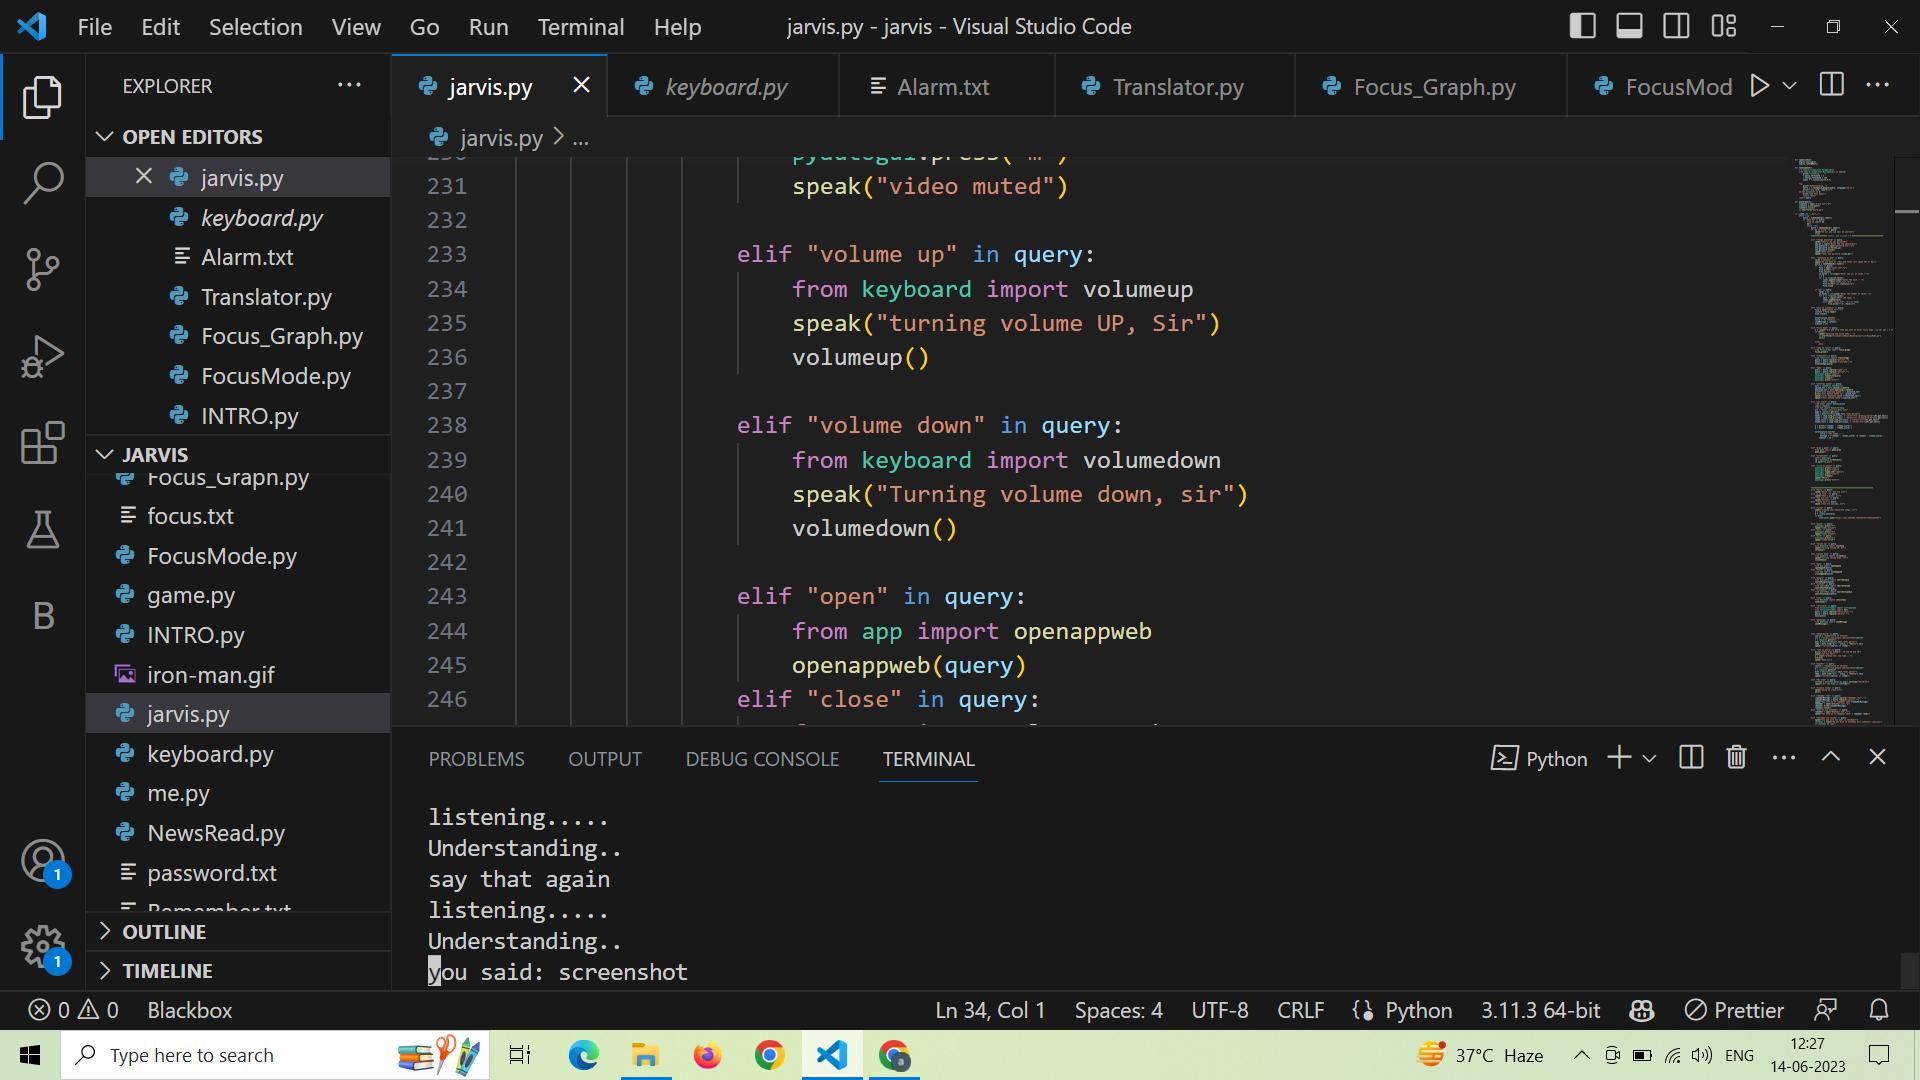 File Edit Selection View Go Run Terminal Help
jarvis.py - jarvis - Visual Studio Code
EXPLORER
OPEN EDITORS
jarvis.py
keyboard.py
Alarm.txt
Translator.py
Focus_Graph.py
FocusMode.py
INTRO.py
JARVIS
Focus_Graph.py
focus.txt
FocusMode.py
game.py
INTRO.py
iron-man.gif
jarvis.py
keyboard.py
me.py
NewsRead.py
password.txt
Remember.txt
OUTLINE
TIMELINE
B
1
1
jarvis.py keyboard.py Alarm.txt Translator.py Focus_Graph.py FocusMod
jarvis.py > ...
230 pyautogui.press("m")
231 speak("video muted")
232
233 elif "volume up" in query:
234 from keyboard import volumeup
235 speak("turning volume UP, Sir")
236 volumeup()
237
238 elif "volume down" in query:
239 from keyboard import volumedown
240 speak("Turning volume down, sir")
241 volumedown()
242
243 elif "open" in query:
244 from app import openappweb
245 openappweb(query)
246 elif "close" in query:
PROBLEMS OUTPUT DEBUG CONSOLE TERMINAL
Python
listening.....
Understanding..
say that again
listening.....
Understanding..
you said: screenshot
0 0 Blackbox
Ln 34, Col 1 Spaces: 4 UTF-8 CRLF Python 3.11.3 64-bit Prettier
Type here to search
37°C Haze
ENG
12:27
14-06-2023